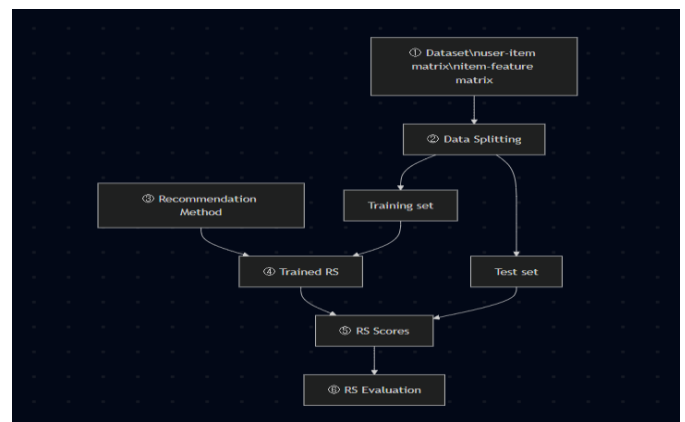 ① Dataset\nuser-item
matrix\nitem-feature
matrix
② Data Splitting
③ Recommendation
Method
Training set
④ Trained RS
Test set
⑤ RS Scores
⑥ RS Evaluation